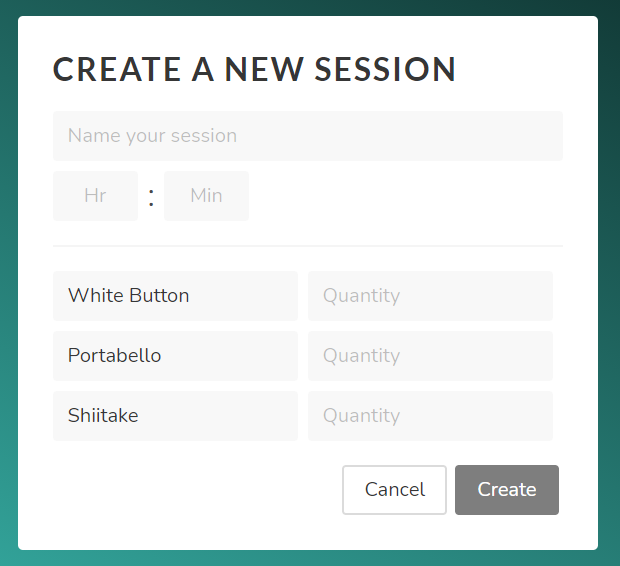 CREATE A NEW SESSION
Name your session
Hr : Min
White Button Quantity
Portabello Quantity
Shiitake Quantity
Cancel Create